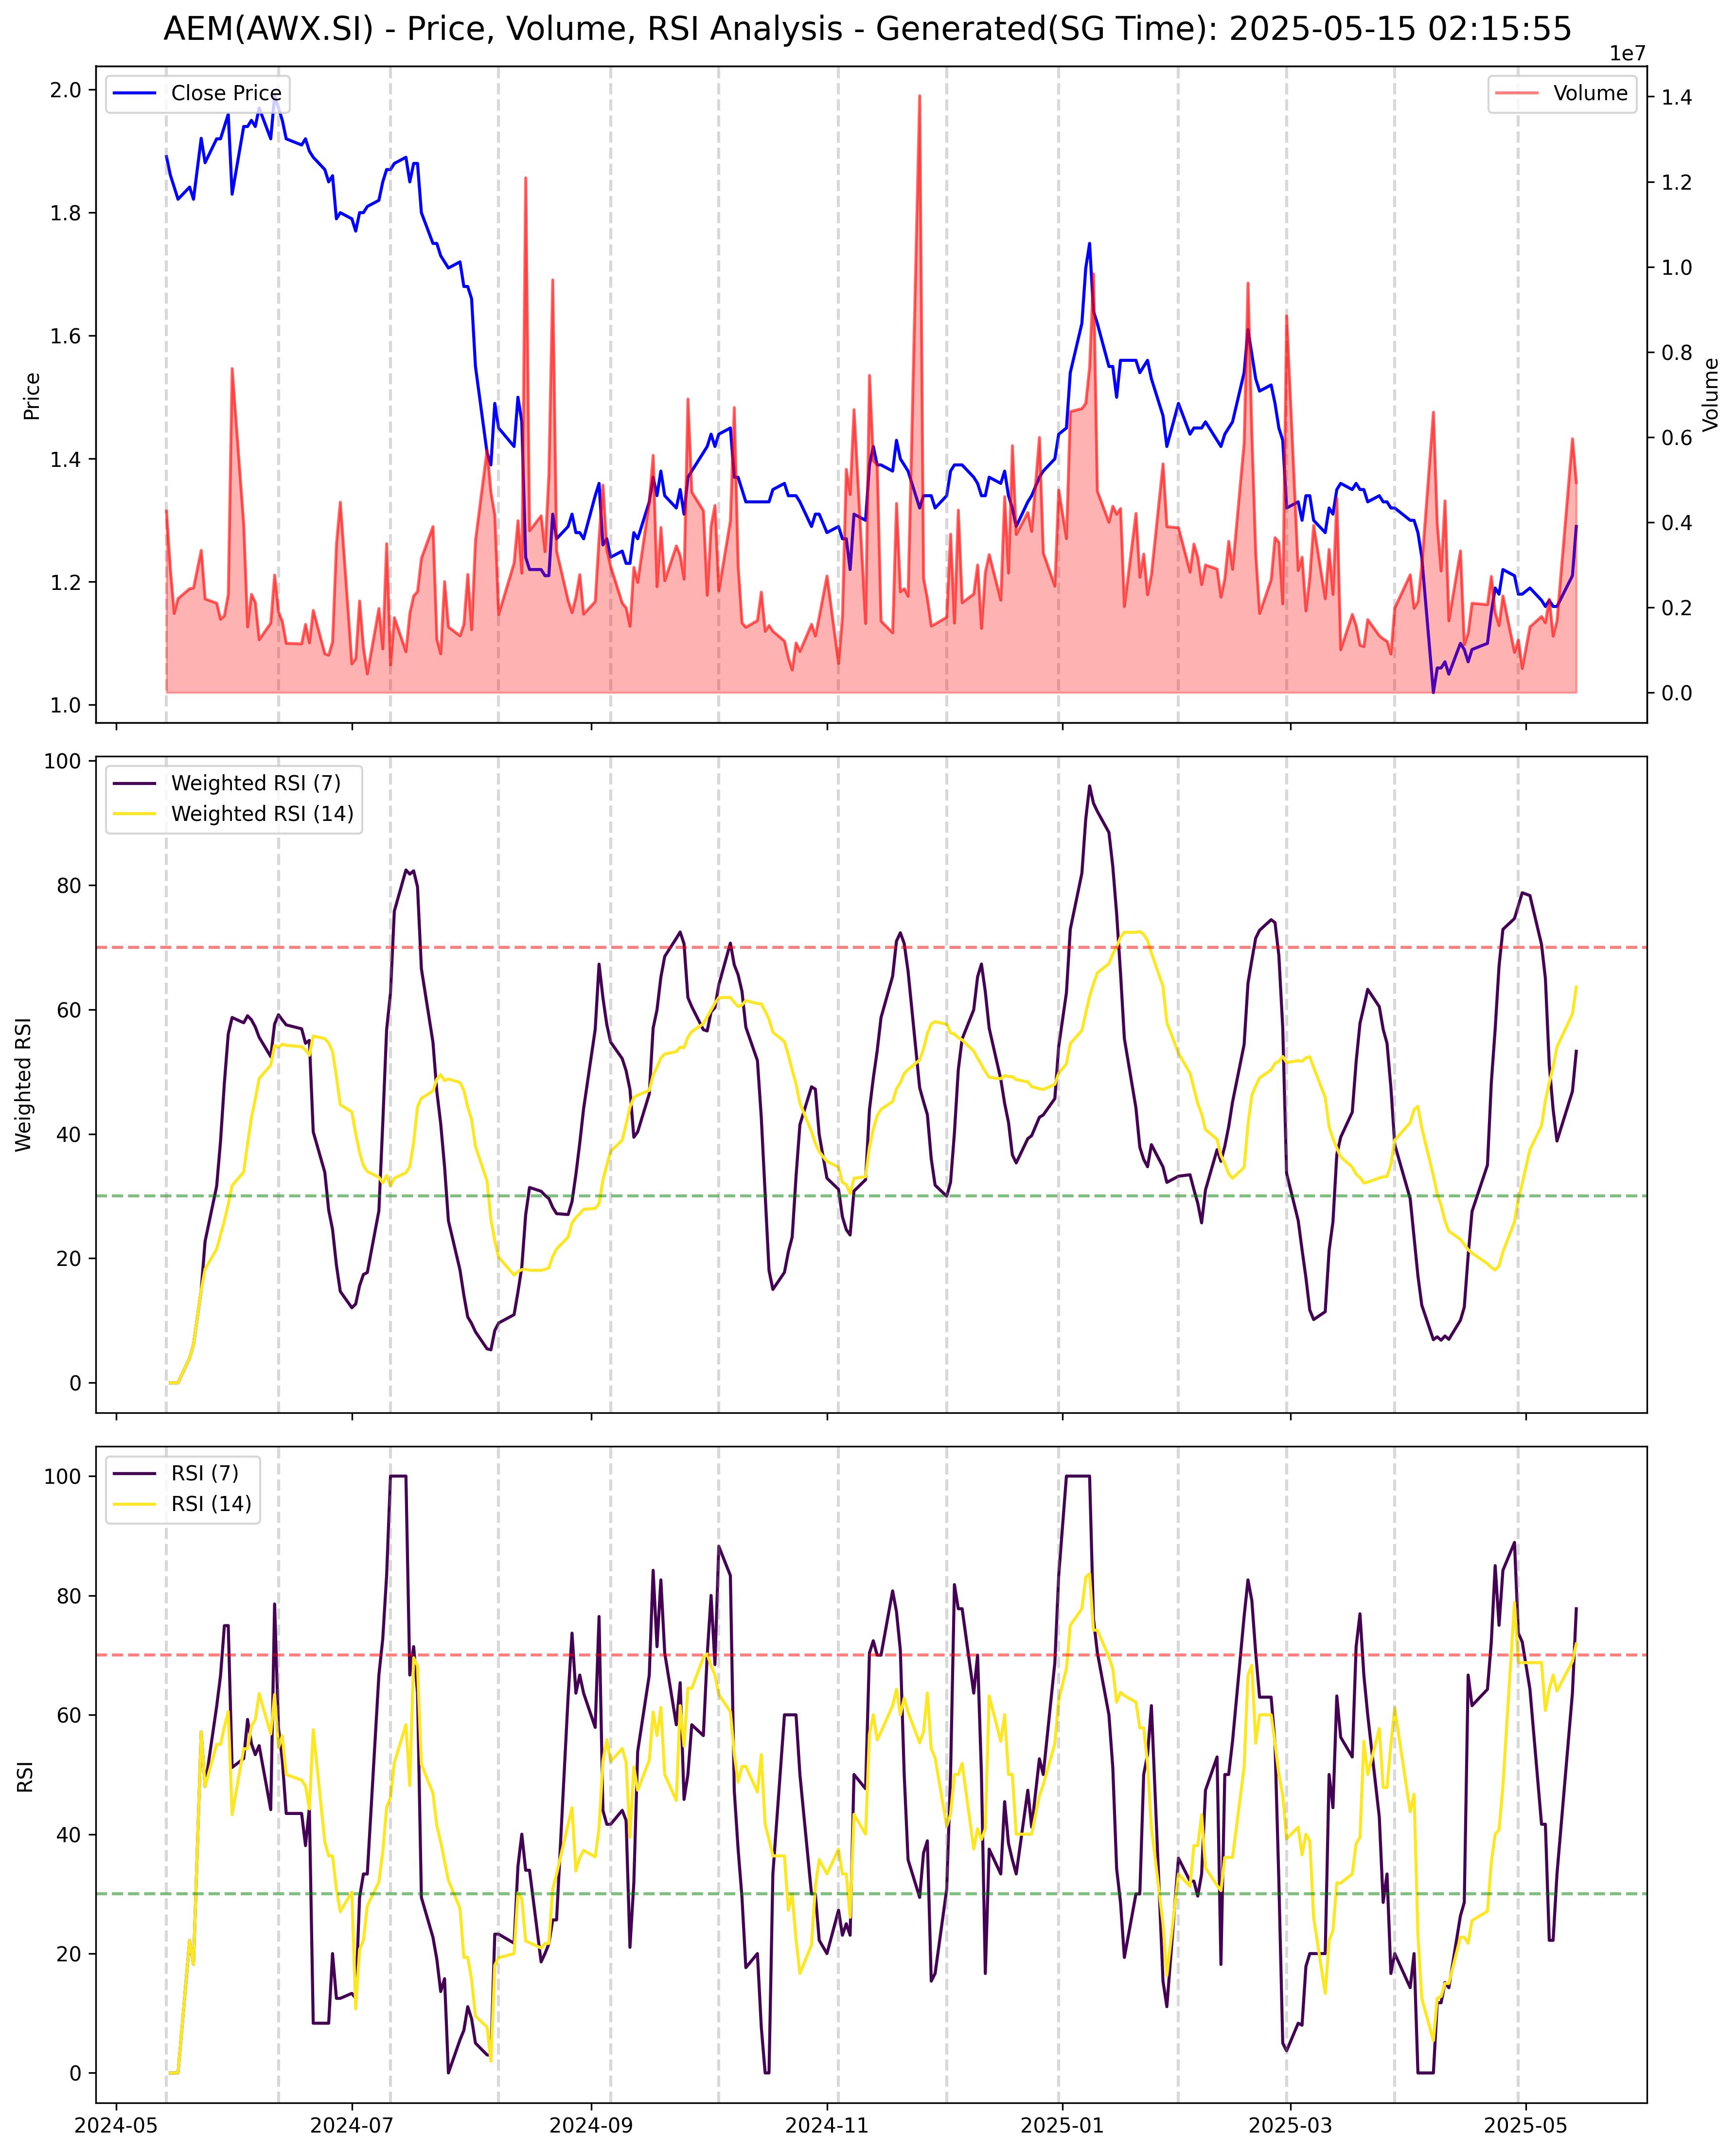 AEM(AWX.SI) - Price, Volume, RSI Analysis - Generated(SG Time): 2025-05-15 02:15:55
1e7
Close Price
Volume
2.0
1.8
1.6
1.4
1.2
1.0
Price
1.4
1.2
1.0
0.8
0.6
0.4
0.2
0.0
Volume
Weighted RSI (7)
Weighted RSI (14)
100
80
60
40
20
0
Weighted RSI
RSI (7)
RSI (14)
100
80
60
40
20
0
RSI
2024-05
2024-07
2024-09
2024-11
2025-01
2025-03
2025-05